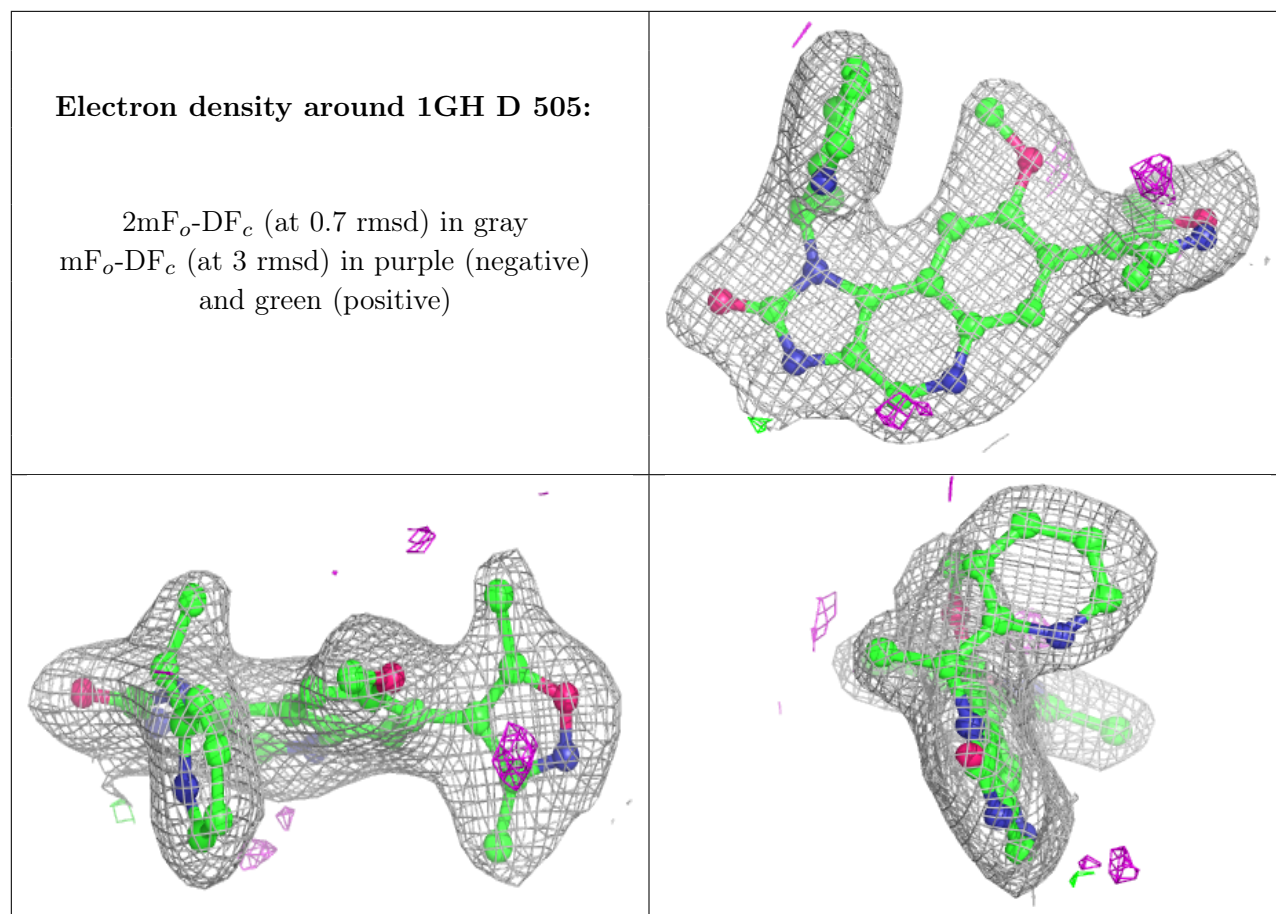 Electron density around 1GH D 505:
2mFₒ-DF𝑐 (at 0.7 rmsd) in gray
mFₒ-DF𝑐 (at 3 rmsd) in purple (negative)
and green (positive)